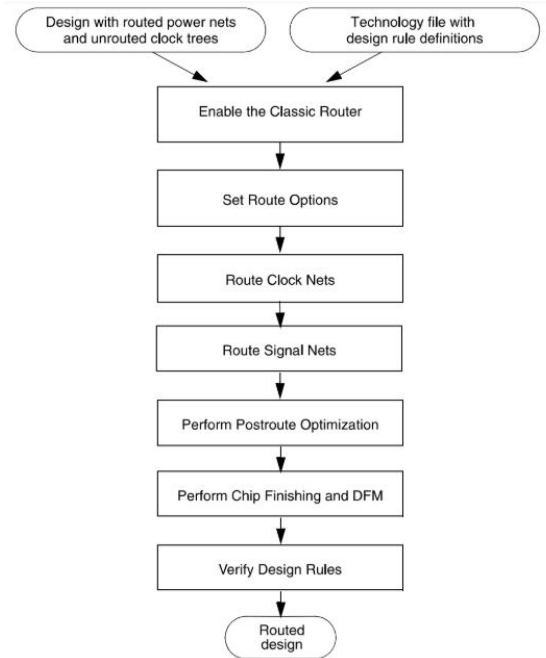 Design with routed power nets
and unrouted clock trees
Technology file with
design rule definitions
Enable the Classic Router
Set Route Options
Route Clock Nets
Route Signal Nets
Perform Postroute Optimization
Perform Chip Finishing and DFM
Verify Design Rules
Routed
design